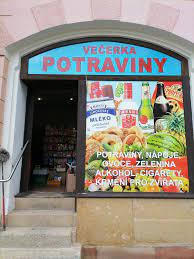 VEČERKA
POTRAVINY
MLÉKO
POTRAVINY, NÁPOJE,
OVOCE, ZELENINA
ALKOHOL - CIGARETY,
KRMENÍ PRO ZVÍŘATA